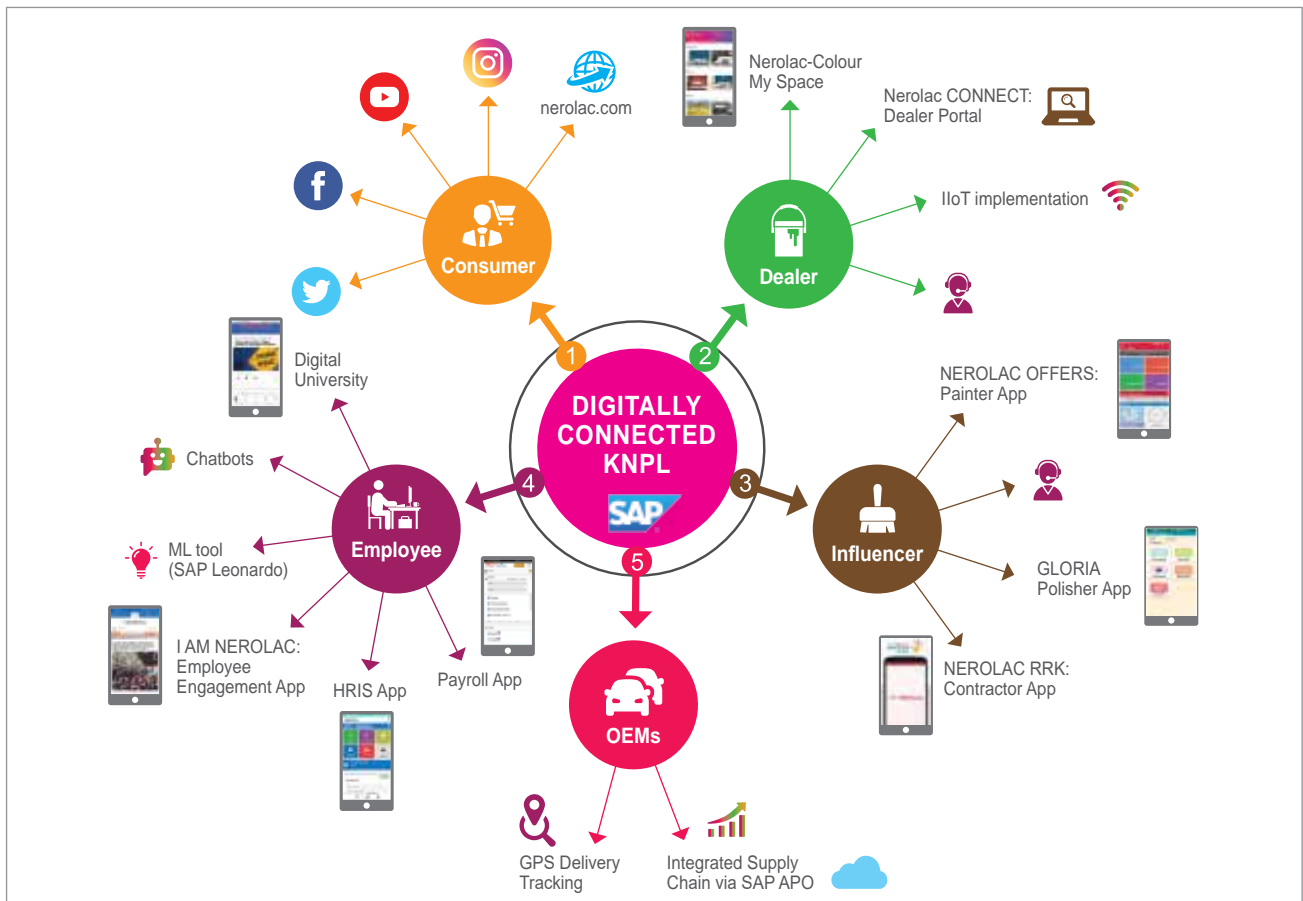 nerolac.com
Consumer
1
Nerolac-Colour
My Space
Nerolac CONNECT:
Dealer Portal
IIoT implementation
Dealer
2
DIGITALLY
CONNECTED
KNPL
SAP
NEROLAC OFFERS:
Painter App
GLORIA
Polisher App
NEROLAC RRK:
Contractor App
Influencer
3
Digital
University
Chatbots
ML tool
(SAP Leonardo)
I AM NEROLAC:
Employee
Engagement App
HRIS App
Payroll App
Employee
4
5
OEMs
GPS Delivery
Tracking
Integrated Supply
Chain via SAP APO